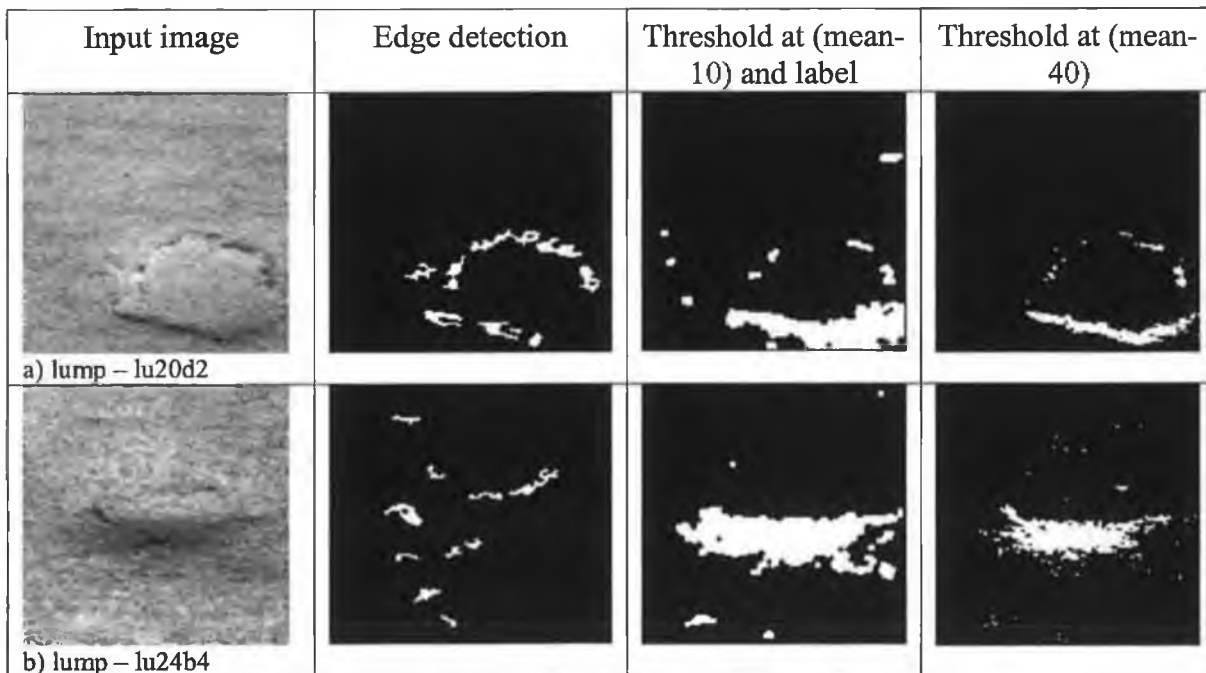 Input image
Edge detection
Threshold at (mean-
10) and label
Threshold at (mean-
40)
a) lump – lu20d2
b) lump – lu24b4